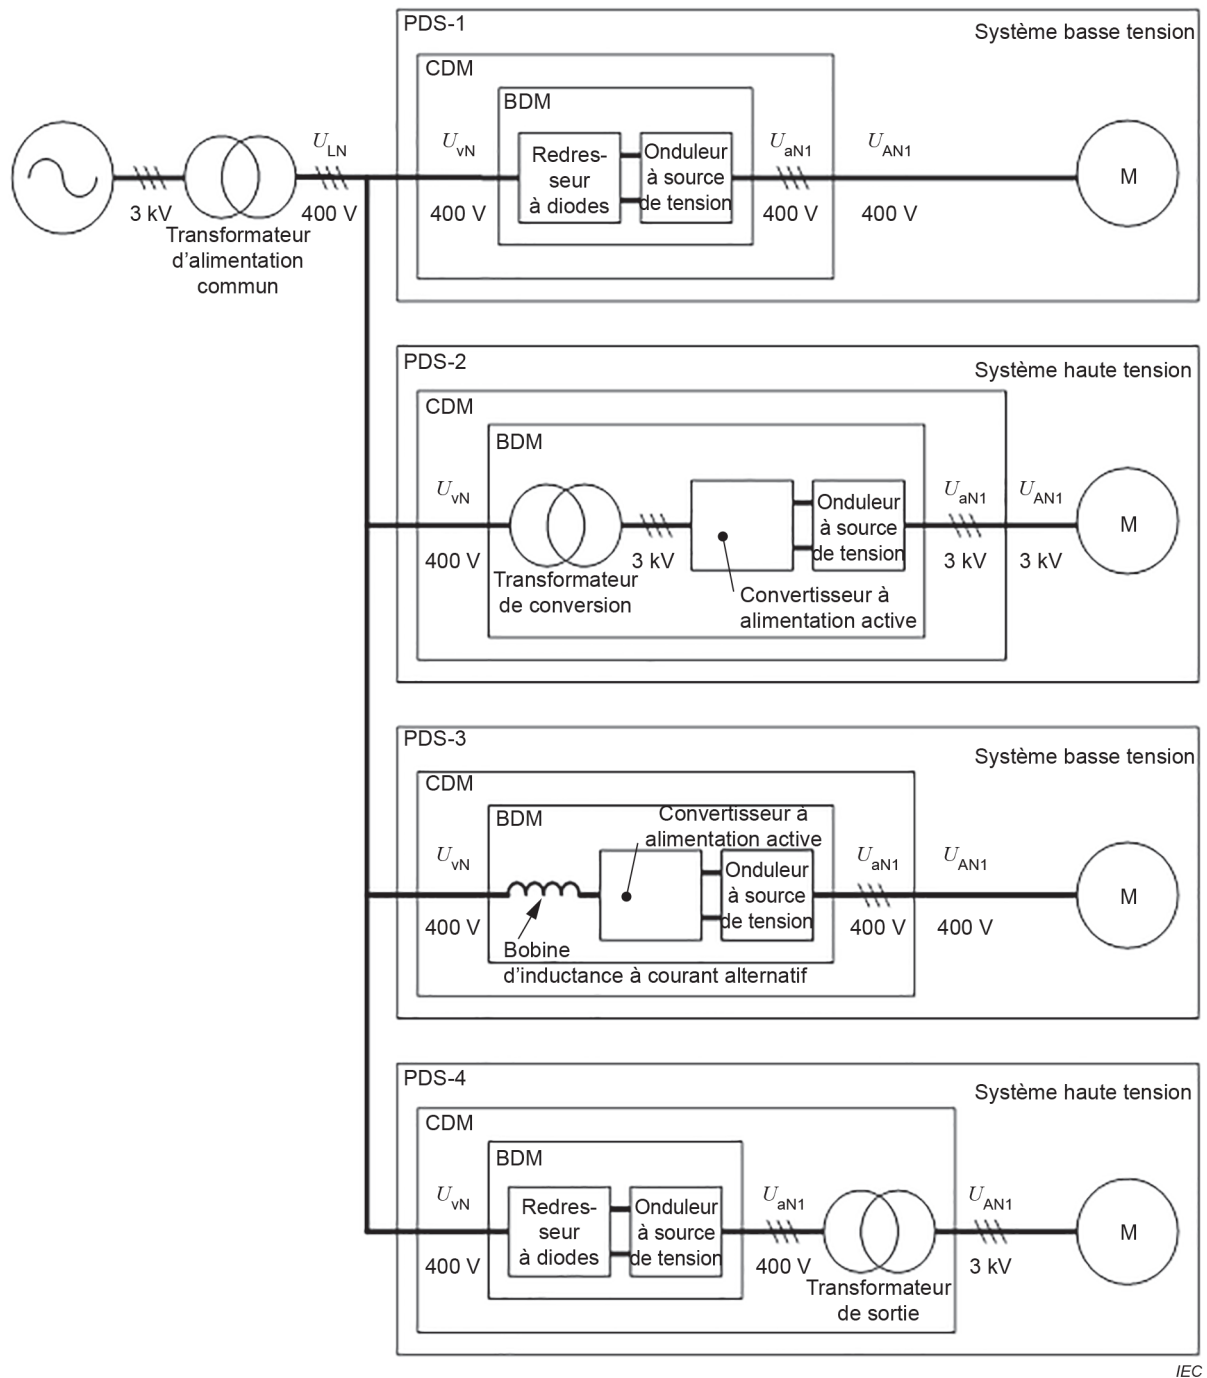 PDS-1
Système basse tension
CDM
BDM
U_LN
U_vN
Redres-
seur
à diodes
Onduleur
à source
de tension
U_aN1
U_AN1
M
3 kV
400 V
400 V
400 V
400 V
Transformateur
d’alimentation
commun
PDS-2
Système haute tension
CDM
BDM
U_vN
Onduleur
à source
de tension
U_aN1
U_AN1
M
400 V
3 kV
3 kV
3 kV
Transformateur
de conversion
Convertisseur à
alimentation active
PDS-3
Système basse tension
CDM
BDM
Convertisseur à
alimentation active
U_vN
Onduleur
à source
de tension
U_aN1
U_AN1
M
400 V
400 V
400 V
Bobine
d’inductance à courant alternatif
PDS-4
Système haute tension
CDM
BDM
U_vN
Redres-
seur
à diodes
Onduleur
à source
de tension
U_aN1
U_AN1
M
400 V
400 V
3 kV
Transformateur
de sortie
IEC